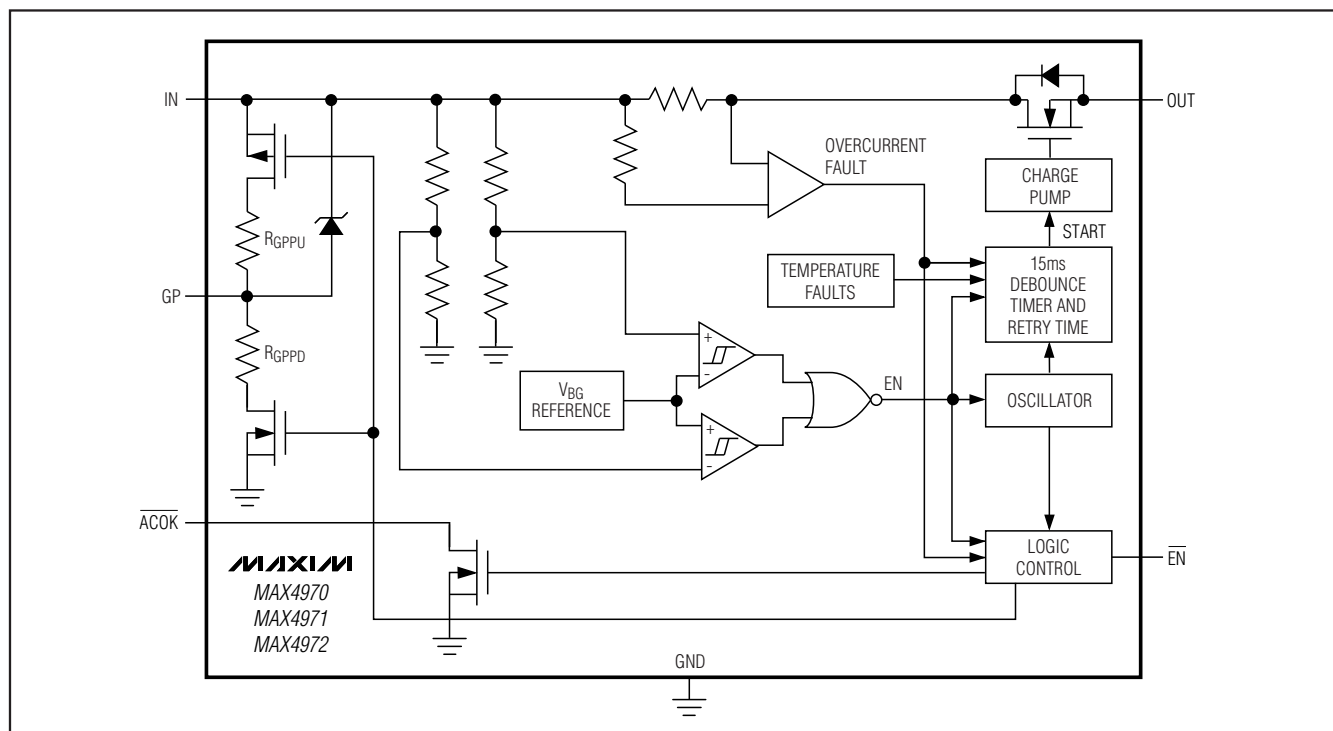 IN
OUT
OVERCURRENT
FAULT
CHARGE
PUMP
START
RGPPU
TEMPERATURE
FAULTS
15ms
DEBOUNCE
TIMER AND
RETRY TIME
GP
RGPPD
+
-
VBG
REFERENCE
EN
OSCILLATOR
+
-
ACOK
MAXIM
MAX4970
MAX4971
MAX4972
LOGIC
CONTROL
EN
GND